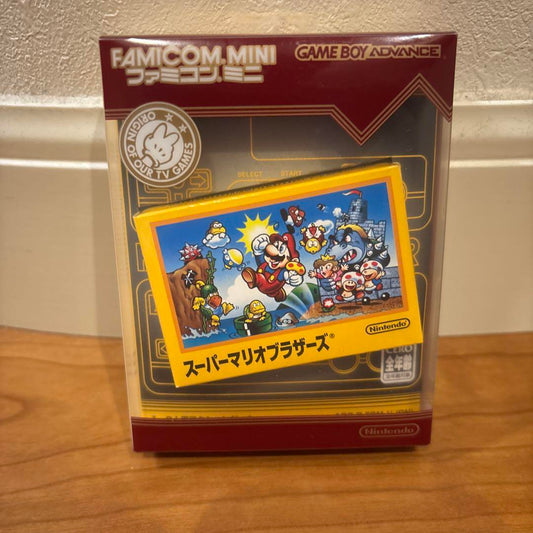 FAMICOM MINI
ファミコン ミニ
GAME BOY ADVANCE
ORIGIN OF OUR TV GAMES
SELECT START
Nintendo
スーパーマリオブラザーズ®
CERO
全年齢
Nintendo